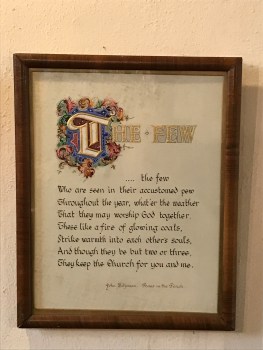 THE FEW
.... the few
Who are seen in their accustomed pew
Throughout the year, whate'er the weather
That they may worship God together.
These like a fire of glowing coals,
Strike warmth into each other's souls,
And though they be but two or three,
They keep the Church for you and me.
John Betjeman